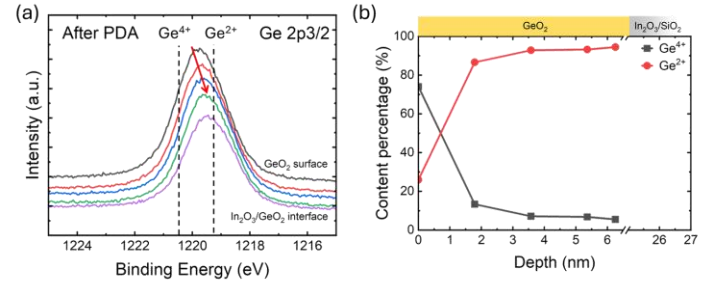 (a)
After PDA
Ge⁴⁺
Ge²⁺
Ge 2p3/2
Intensity (a.u.)
GeO₂ surface
In₂O₃/GeO₂ interface
1224 1222 1220 1218 1216
Binding Energy (eV)
(b)
GeO₂
In₂O₃/SiO₂
Content percentage (%)
100
80
60
40
20
0
Ge⁴⁺
Ge²⁺
0 1 2 3 4 5 6 26 27
Depth (nm)